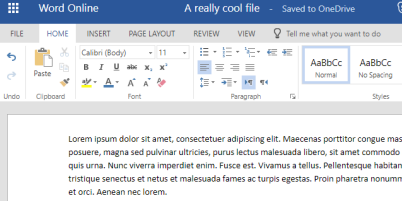 Word Online A really cool file - Saved to OneDrive
FILE HOME INSERT PAGE LAYOUT REVIEW VIEW Tell me what you want to do
Calibri (Body) 11
Paste
B I U abc x₂ x²
A A A
AaBbCc AaBbCc
Normal No Spacing
Undo Clipboard Font Paragraph Styles
Lorem ipsum dolor sit amet, consectetuer adipiscing elit. Maecenas porttitor congue mas
posuere, magna sed pulvinar ultricies, purus lectus malesuada libero, sit amet commodo
quis urna. Nunc viverra imperdiet enim. Fusce est. Vivamus a tellus. Pellentesque habitan
tristique senectus et netus et malesuada fames ac turpis egestas. Proin pharetra nonumm
et orci. Aenean nec lorem.